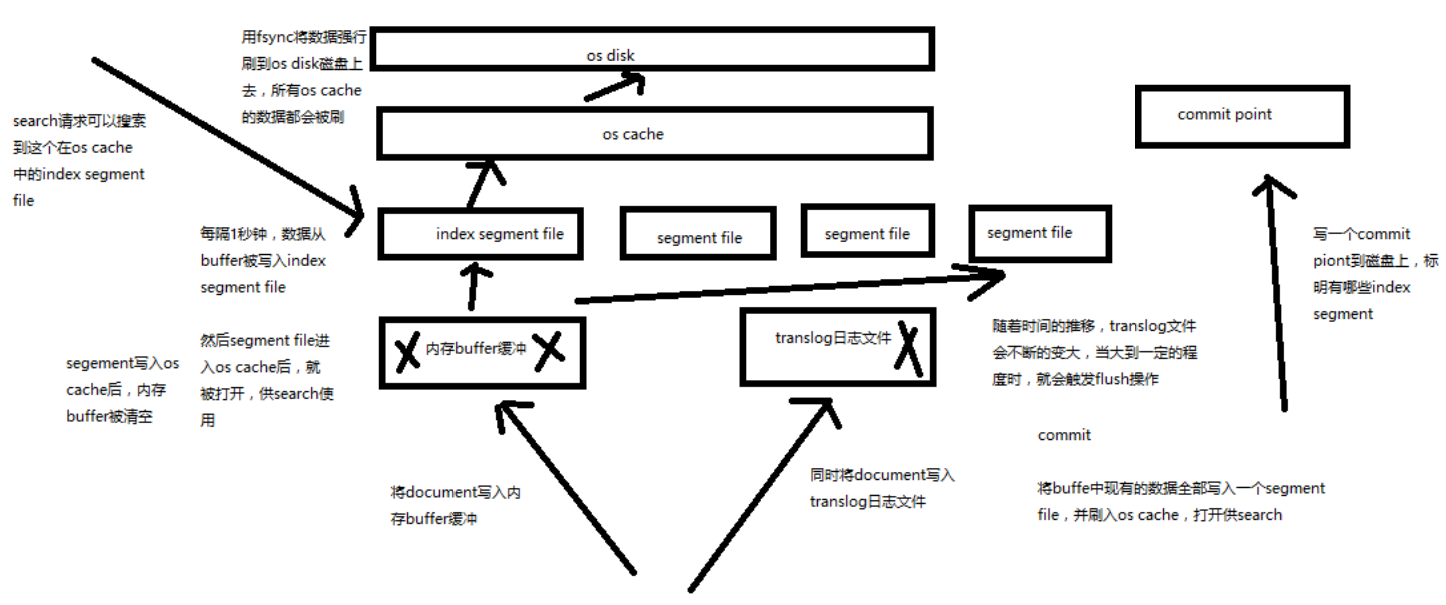 用fsync将数据强行
刷到os disk磁盘上
去，所有os cache
的数据都会被刷
os disk
os cache
commit point
search请求可以搜索
到这个在os cache
中的index segment
file
index segment file
segment file
segment file
segment file
每隔1秒钟，数据从
buffer被写入index
segment file
然后segment file进
入os cache后，就
被打开，供search使
用
写一个commit
piont到磁盘上，标
明有哪些index
segment
segement写入os
cache后，内存
buffer被清空
内存buffer缓冲
translog日志文件
随着时间的推移，translog文件
会不断的变大，当大到一定的程
度时，就会触发flush操作
commit
将buffe中现有的数据全部写入一个segment
file，并刷入os cache，打开供search
将document写入内
存buffer缓冲
同时将document写入
translog日志文件